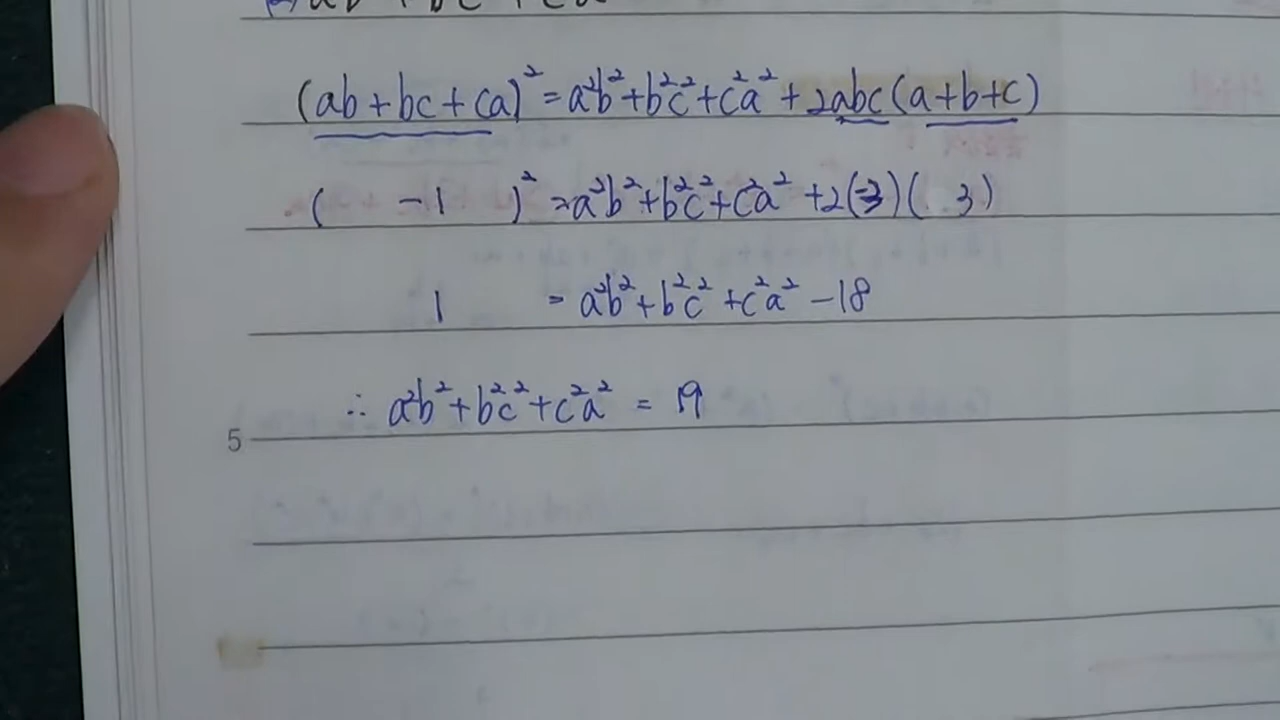 (ab+bc+ca)² = a²b²+b²c²+c²a² + 2abc(a+b+c)
( -1 )² = a²b²+b²c²+c²a² +2(-3)( 3)
1 = a²b²+b²c²+c²a² -18
∴ a²b²+b²c²+c²a² = 19
5